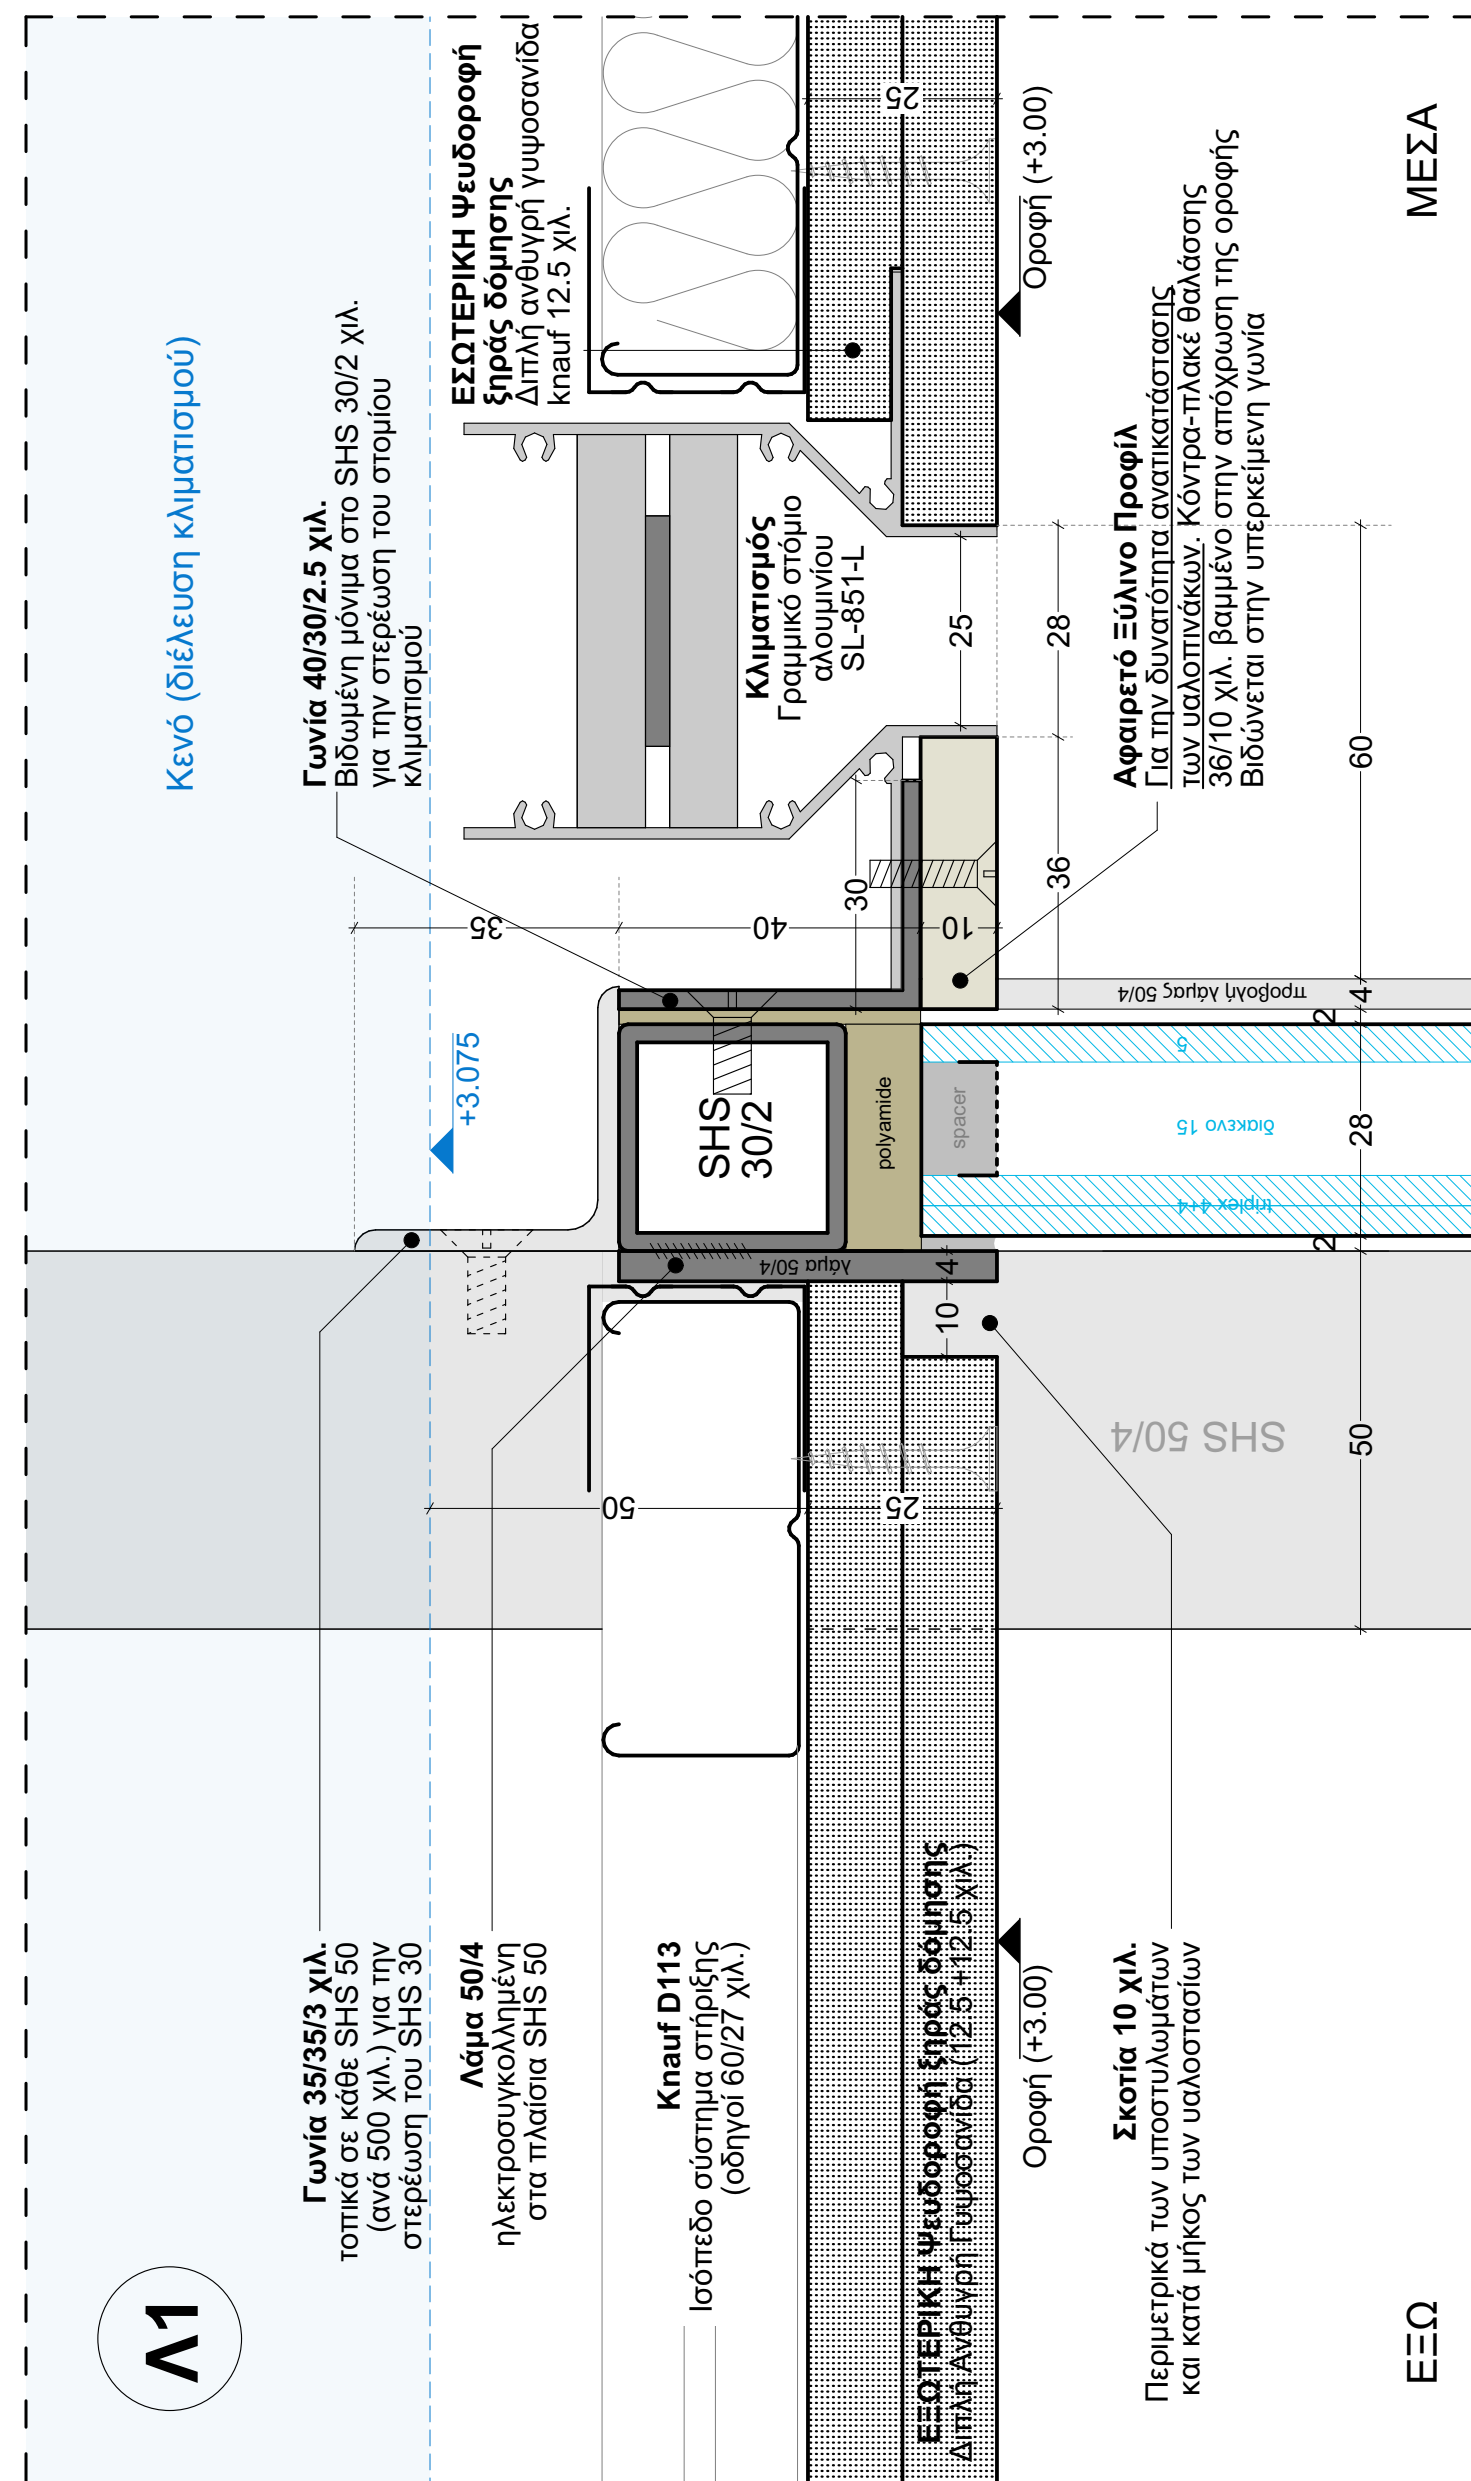 Λ1
Κενό (διέλευση κλιματισμού)
Γωνία 35/35/3 χιλ.
τοπικά σε κάθε SHS 50
(ανά 500 χιλ.) για την
στερέωση του SHS 30
Λάμα 50/4
ηλεκτροσυγκολλημένη
στα πλαίσια SHS 50
Knauf D113
Ισόπεδο σύστημα στήριξης
(οδηγοί 60/27 χιλ.)
ΕΞΩΤΕΡΙΚΗ Ψευδοροφή ξηράς δόμησης
Διπλή Ανθυγρή Γυψοσανίδα (12.5 +12.5 χιλ.)
Οροφή (+3.00)
Σκοτία 10 χιλ.
Περιμετρικά των υποστυλωμάτων
και κατά μήκος των υαλοστασίων
ΕΞΩ
Γωνία 40/30/2.5 χιλ.
Βιδωμένη μόνιμα στο SHS 30/2 χιλ.
για την στερέωση του στομίου
κλιματισμού
+3.075
ΕΣΩΤΕΡΙΚΗ Ψευδοροφή
ξηράς δόμησης
Διπλή ανθυγρή γυψοσανίδα
knauf 12.5 χιλ.
Κλιματισμός
Γραμμικό στόμιο
αλουμινίου
SL-851-L
Οροφή (+3.00)
Αφαιρετό Ξύλινο Προφίλ
Για την δυνατότητα ανατικατάστασης
των υαλοπινάκων. Κόντρα-πλακέ θαλάσσης
36/10 χιλ. βαμμένο στην απόχρωση της οροφής
Βιδώνεται στην υπερκείμενη γωνία
ΜΕΣΑ
SHS
30/2
polyamide
spacer
λάμα 50/4
SHS 50/4
προβολή λάμας 50/4
5
διακενο 15
triplex 4+4
35
40
10
30
25
28
36
60
4
2
28
2
50
4
10
50
25
25